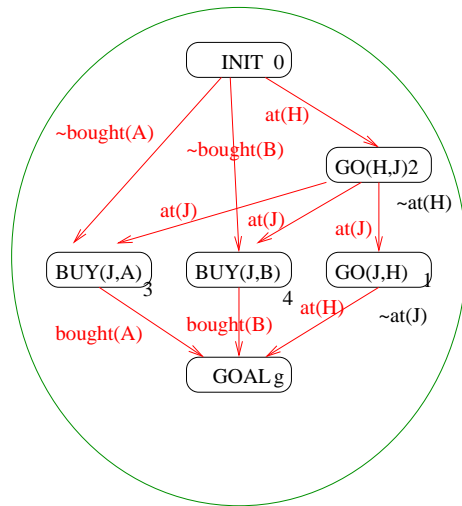 INIT 0
at(H)
~bought(A)
~bought(B)
GO(H,J)2
~at(H)
at(J)
at(J)
at(J)
BUY(J,A)
3
BUY(J,B)
4
GO(J,H)
1
at(H)
~at(J)
bought(A)
bought(B)
GOAL g